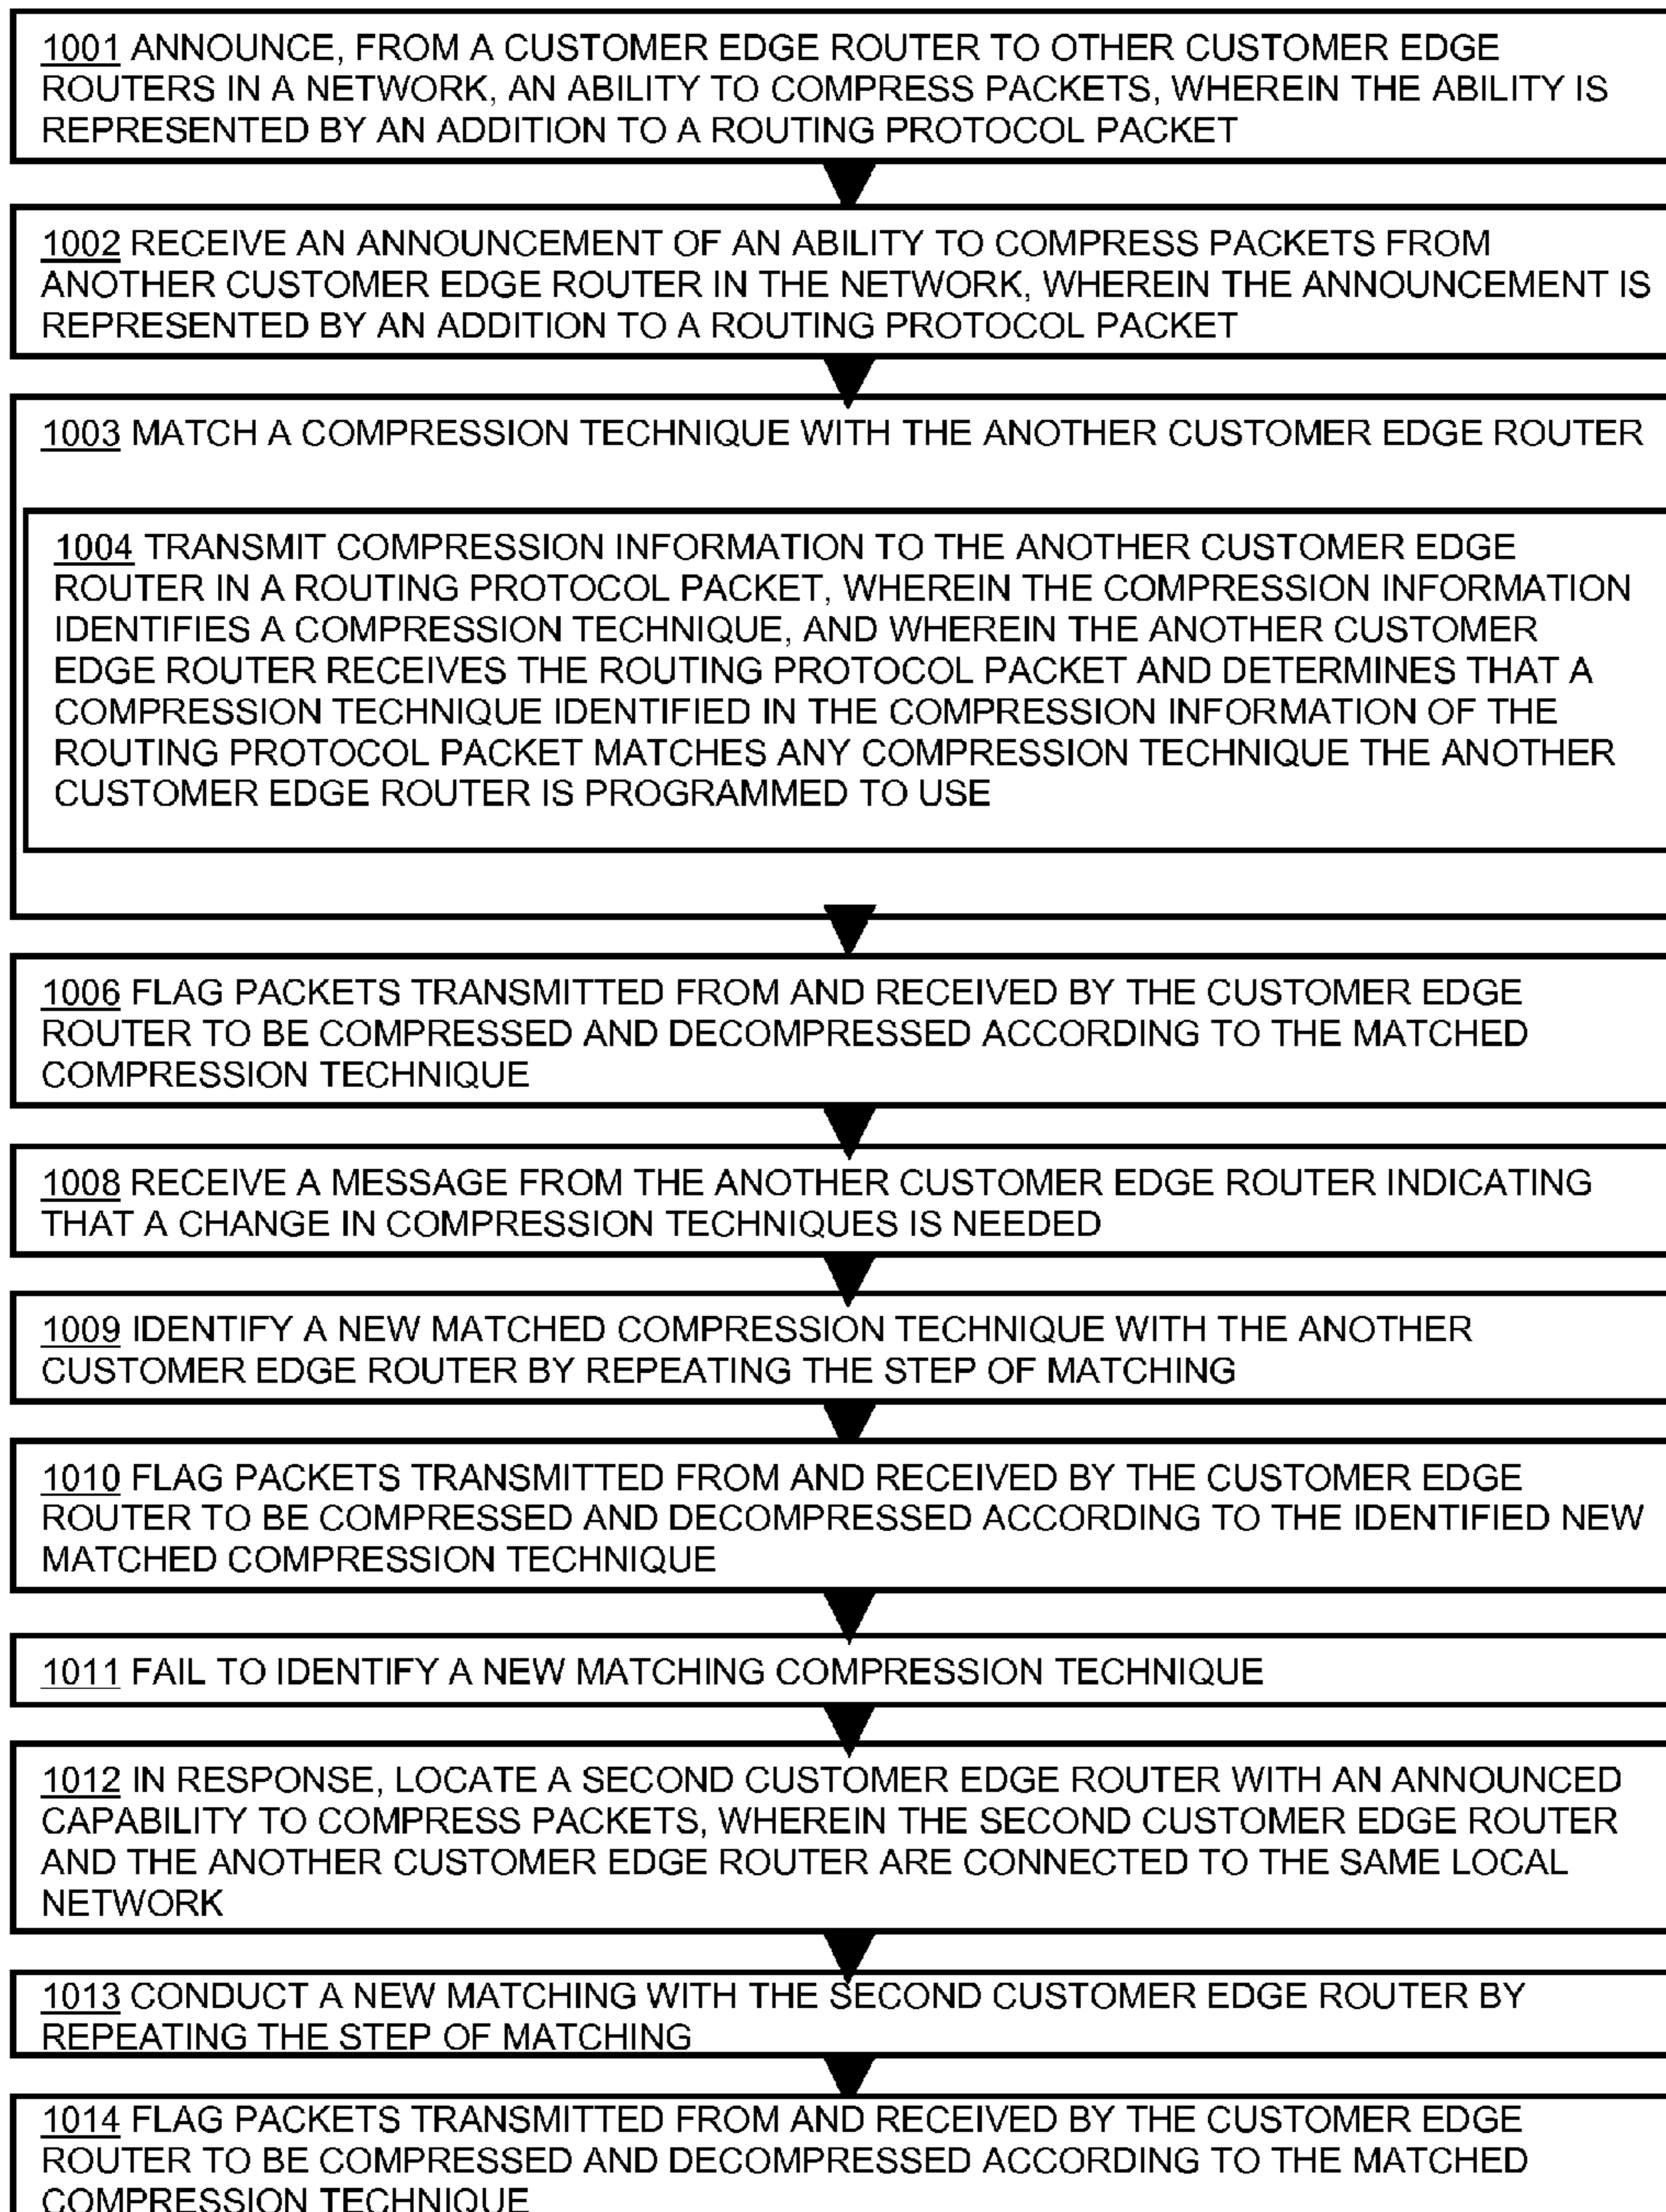 1001 ANNOUNCE, FROM A CUSTOMER EDGE ROUTER TO OTHER CUSTOMER EDGE
ROUTERS IN A NETWORK, AN ABILITY TO COMPRESS PACKETS, WHEREIN THE ABILITY IS
REPRESENTED BY AN ADDITION TO A ROUTING PROTOCOL PACKET
1002 RECEIVE AN ANNOUNCEMENT OF AN ABILITY TO COMPRESS PACKETS FROM
ANOTHER CUSTOMER EDGE ROUTER IN THE NETWORK, WHEREIN THE ANNOUNCEMENT IS
REPRESENTED BY AN ADDITION TO A ROUTING PROTOCOL PACKET
1003 MATCH A COMPRESSION TECHNIQUE WITH THE ANOTHER CUSTOMER EDGE ROUTER
1004 TRANSMIT COMPRESSION INFORMATION TO THE ANOTHER CUSTOMER EDGE
ROUTER IN A ROUTING PROTOCOL PACKET, WHEREIN THE COMPRESSION INFORMATION
IDENTIFIES A COMPRESSION TECHNIQUE, AND WHEREIN THE ANOTHER CUSTOMER
EDGE ROUTER RECEIVES THE ROUTING PROTOCOL PACKET AND DETERMINES THAT A
COMPRESSION TECHNIQUE IDENTIFIED IN THE COMPRESSION INFORMATION OF THE
ROUTING PROTOCOL PACKET MATCHES ANY COMPRESSION TECHNIQUE THE ANOTHER
CUSTOMER EDGE ROUTER IS PROGRAMMED TO USE
1006 FLAG PACKETS TRANSMITTED FROM AND RECEIVED BY THE CUSTOMER EDGE
ROUTER TO BE COMPRESSED AND DECOMPRESSED ACCORDING TO THE MATCHED
COMPRESSION TECHNIQUE
1008 RECEIVE A MESSAGE FROM THE ANOTHER CUSTOMER EDGE ROUTER INDICATING
THAT A CHANGE IN COMPRESSION TECHNIQUES IS NEEDED
1009 IDENTIFY A NEW MATCHED COMPRESSION TECHNIQUE WITH THE ANOTHER
CUSTOMER EDGE ROUTER BY REPEATING THE STEP OF MATCHING
1010 FLAG PACKETS TRANSMITTED FROM AND RECEIVED BY THE CUSTOMER EDGE
ROUTER TO BE COMPRESSED AND DECOMPRESSED ACCORDING TO THE IDENTIFIED NEW
MATCHED COMPRESSION TECHNIQUE
1011 FAIL TO IDENTIFY A NEW MATCHING COMPRESSION TECHNIQUE
1012 IN RESPONSE, LOCATE A SECOND CUSTOMER EDGE ROUTER WITH AN ANNOUNCED
CAPABILITY TO COMPRESS PACKETS, WHEREIN THE SECOND CUSTOMER EDGE ROUTER
AND THE ANOTHER CUSTOMER EDGE ROUTER ARE CONNECTED TO THE SAME LOCAL
NETWORK
1013 CONDUCT A NEW MATCHING WITH THE SECOND CUSTOMER EDGE ROUTER BY
REPEATING THE STEP OF MATCHING
1014 FLAG PACKETS TRANSMITTED FROM AND RECEIVED BY THE CUSTOMER EDGE
ROUTER TO BE COMPRESSED AND DECOMPRESSED ACCORDING TO THE MATCHED
COMPRESSION TECHNIQUE